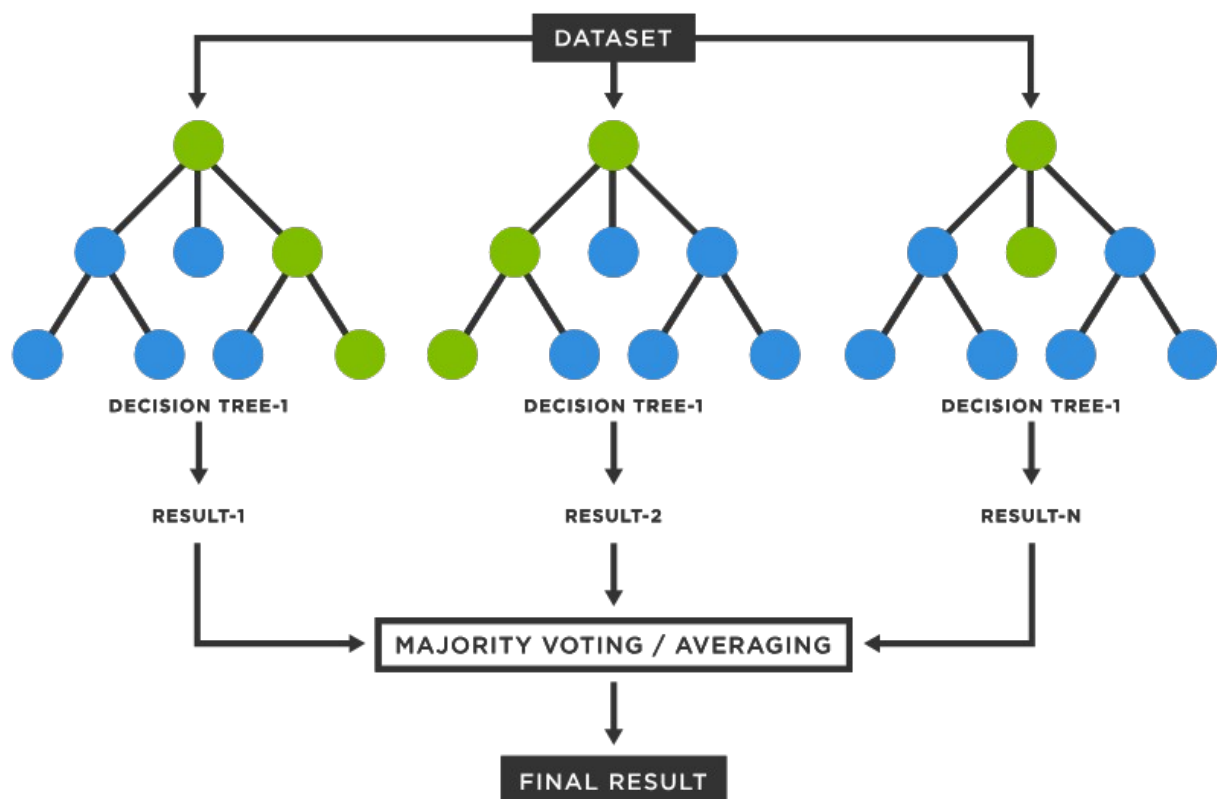 DATASET
DECISION TREE-1
DECISION TREE-1
DECISION TREE-1
RESULT-1
RESULT-2
RESULT-N
MAJORITY VOTING / AVERAGING
FINAL RESULT